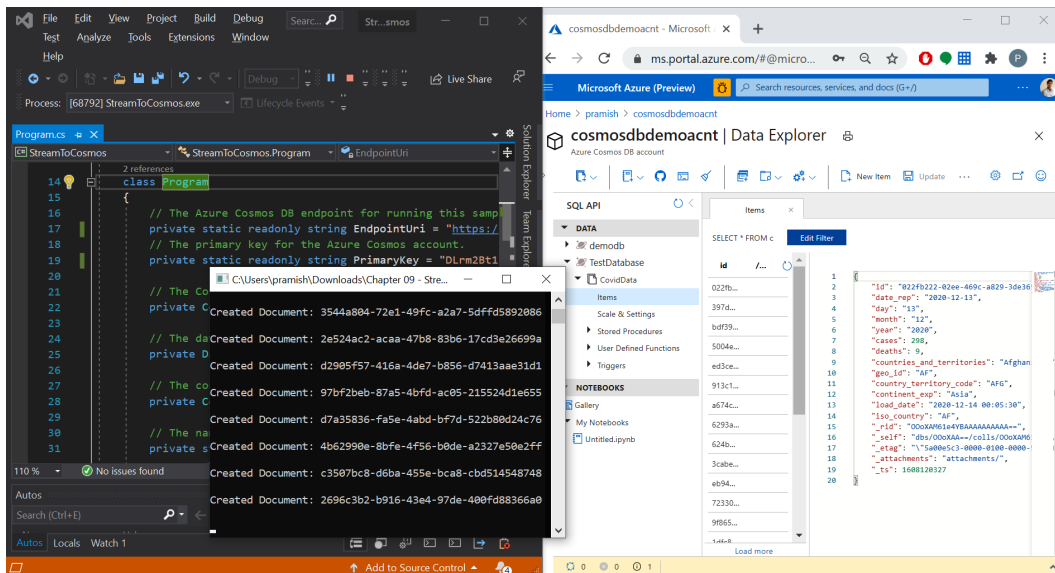 File Edit View Project Build Debug Searc... Str...smos
Test Analyze Tools Extensions Window
Help
Debug Live Share
Process: [68792] StreamToCosmos.exe Lifecycle Events
Program.cs
StreamToCosmos StreamToCosmos.Program EndpointUri
2 references
14 class Program
15 {
16 // The Azure Cosmos DB endpoint for running this samp
17 private static readonly string EndpointUri = "https:/
18 // The primary key for the Azure Cosmos account.
19 private static readonly string PrimaryKey = "DLrm2Bt1
20
21 // The Co
22 private C
23
24 // The da
25 private D
26
27 // The co
28 private C
29
30 // The na
31 private s
110 % No issues found
Autos
Search (Ctrl+E)
Autos Locals Watch 1
Add to Source Control 4
Solution Explorer Team Explore
C:\Users\pramish\Downloads\Chapter 09 - Stre...
Created Document: 3544a804-72e1-49fc-a2a7-5dffd5892086
Created Document: 2e524ac2-acaa-47b8-83b6-17cd3e26699a
Created Document: d2905f57-416a-4de7-b856-d7413aae31d1
Created Document: 97bf2beb-87a5-4bfd-ac05-215524d1e655
Created Document: d7a35836-fa5e-4abd-bf7d-522b80d24c76
Created Document: 4b62990e-8bfe-4f56-b0de-a2327e50e2ff
Created Document: c3507bc8-d6ba-455e-bca8-cbd514548748
Created Document: 2696c3b2-b916-43e4-97de-400fd88366a0
cosmosdbdemoacnt - Microsoft
ms.portal.azure.com/#@micro... P
Microsoft Azure (Preview) Search resources, services, and docs (G+/)
Home > pramish > cosmosdbdemoacnt
cosmosdbdemoacnt | Data Explorer
Azure Cosmos DB account
New Item Update
SQL API
DATA
demodb
TestDatabase
CovidData
Items
Scale & Settings
Stored Procedures
User Defined Functions
Triggers
NOTEBOOKS
Gallery
My Notebooks
Untitled.ipynb
Items
SELECT * FROM c Edit Filter
id /...
022fb...
397d...
bdf39...
5004e...
ed3ce...
913c1...
a674c...
6293a...
624b...
3cabe...
eb94...
72330...
9f865...
Load more
1 {
2 "id": "022fb222-02ee-469c-a829-3de36
3 "date_rep": "2020-12-13",
4 "day": "13",
5 "month": "12",
6 "year": "2020",
7 "cases": 298,
8 "deaths": 9,
9 "countries_and_territories": "Afghan
10 "geo_id": "AF",
11 "country_territory_code": "AFG",
12 "continent_exp": "Asia",
13 "load_date": "2020-12-14 00:05:30",
14 "iso_country": "AF",
15 "_rid": "OOoXAM61e4YBAAAAAAAAAA==",
16 "_self": "dbs/OOoXAA==/colls/OOoXAM6
17 "_etag": "\"5a00e5c3-0000-0100-0000-
18 "_attachments": "attachments/",
19 "_ts": 1608120327
20 }
0 0 1